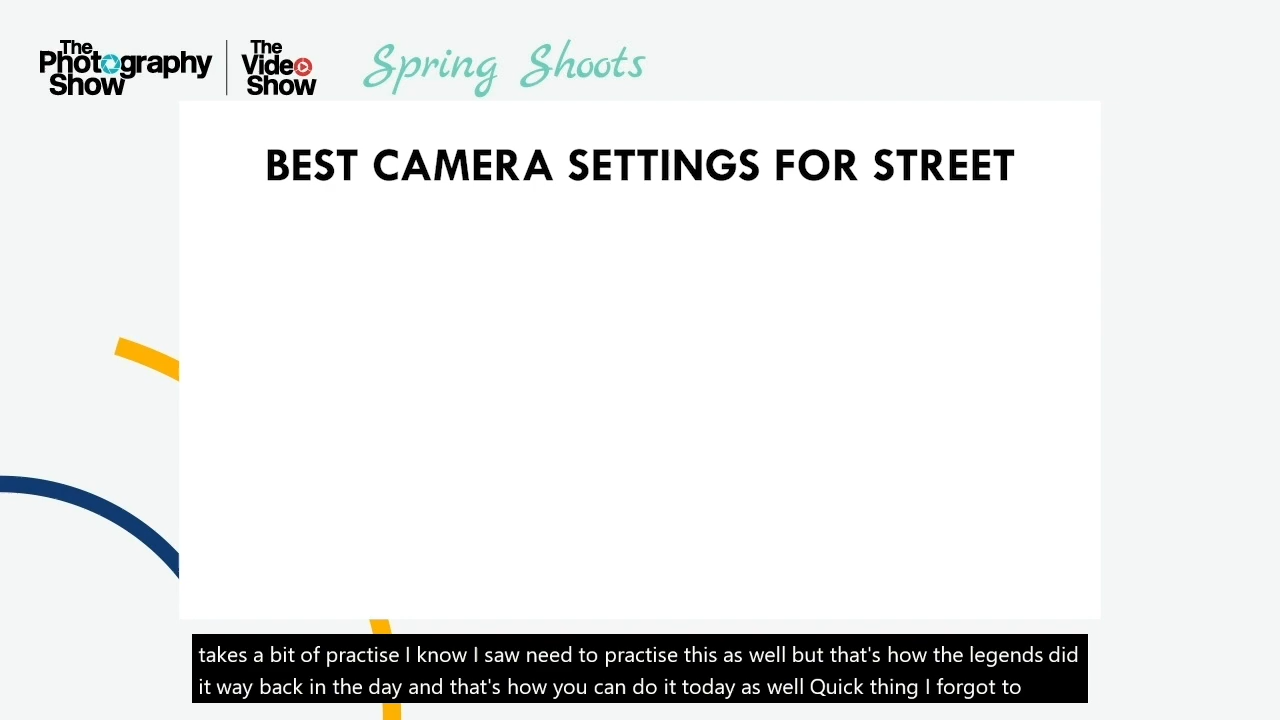 The Photography Show
The Video Show
Spring Shoots
BEST CAMERA SETTINGS FOR STREET
takes a bit of practise I know I saw need to practise this as well but that's how the legends did
it way back in the day and that's how you can do it today as well Quick thing I forgot to